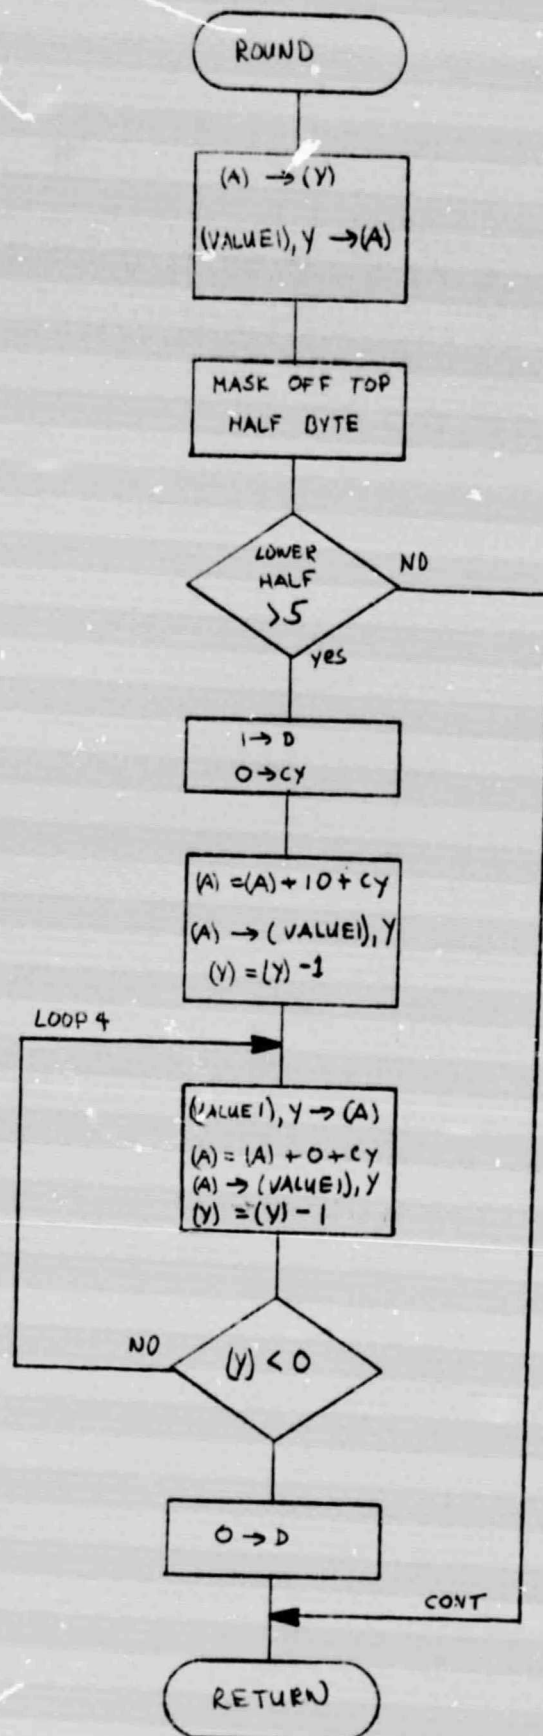 ROUND
(A) → (Y)
(VALUE1), Y → (A)
MASK OFF TOP
HALF BYTE
LOWER
HALF
>5
NO
yes
1 → D
0 → CY
(A) = (A) + 10 + CY
(A) → (VALUE1), Y
(Y) = (Y) - 1
LOOP 4
(VALUE1), Y → (A)
(A) = (A) + 0 + CY
(A) → (VALUE1), Y
(Y) = (Y) - 1
NO
(Y) < 0
0 → D
CONT
RETURN